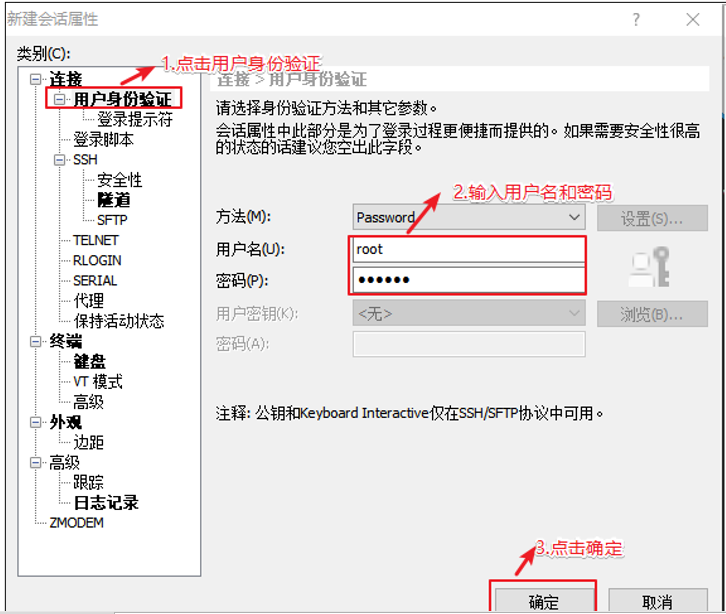 新建会话属性
?
类别(C):
1.点击用户身份验证
连接
用户身份验证
登录提示符
登录脚本
SSH
安全性
隧道
SFTP
TELNET
RLOGIN
SERIAL
代理
保持活动状态
终端
键盘
VT 模式
高级
外观
边距
高级
跟踪
日志记录
ZMODEM
连接 > 用户身份验证
请选择身份验证方法和其它参数。
会话属性中此部分是为了登录过程更便捷而提供的。如果需要安全性很高
的状态的话建议您空出此字段。
2.输入用户名和密码
方法(M):
Password
设置(S)...
用户名(U):
root
密码(P):
●●●●●●
用户密钥(K):
<无>
浏览(B)...
密码(A):
注释: 公钥和Keyboard Interactive仅在SSH/SFTP协议中可用。
3.点击确定
确定
取消